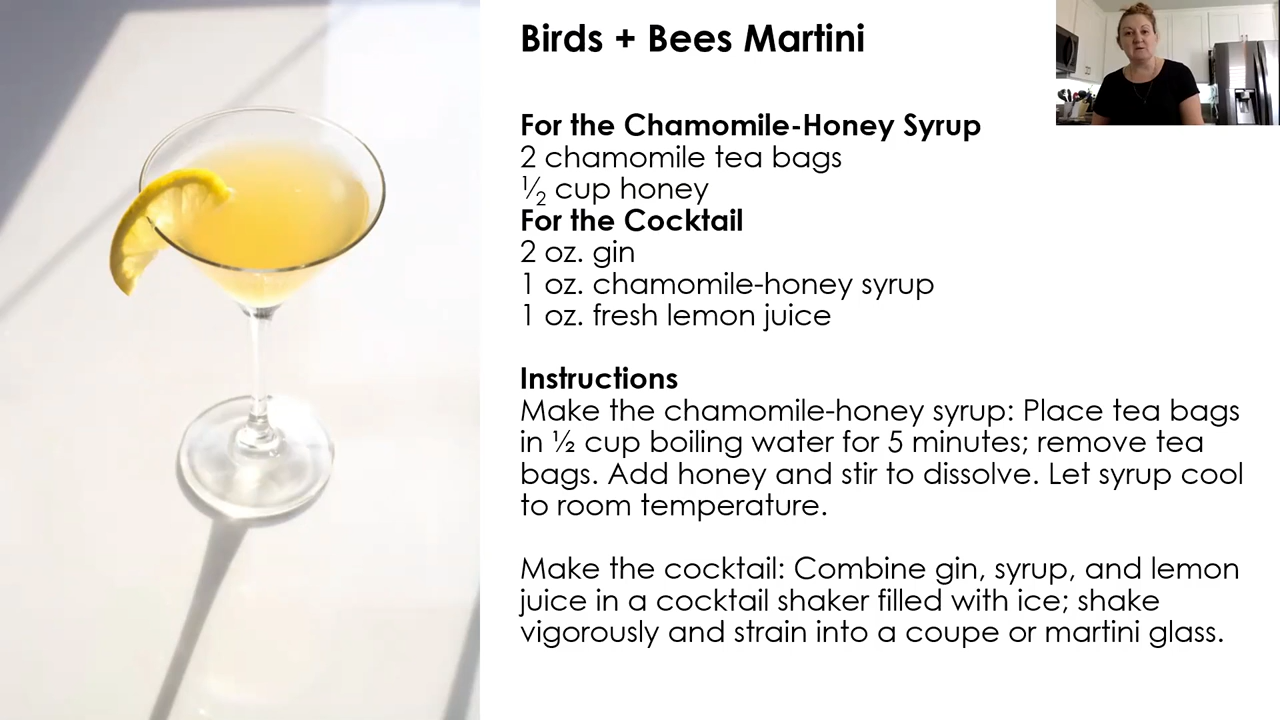 Birds + Bees Martini
For the Chamomile-Honey Syrup
2 chamomile tea bags
½ cup honey
For the Cocktail
2 oz. gin
1 oz. chamomile-honey syrup
1 oz. fresh lemon juice
Instructions
Make the chamomile-honey syrup: Place tea bags
in ½ cup boiling water for 5 minutes; remove tea
bags. Add honey and stir to dissolve. Let syrup cool
to room temperature.
Make the cocktail: Combine gin, syrup, and lemon
juice in a cocktail shaker filled with ice; shake
vigorously and strain into a coupe or martini glass.